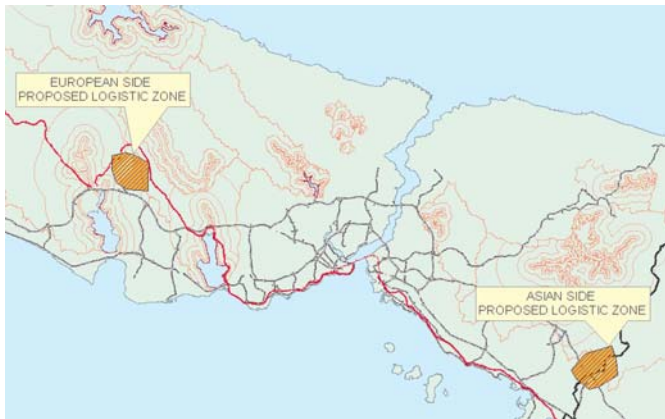 EUROPEAN SIDE
PROPOSED LOGISTIC ZONE
ASIAN SIDE
PROPOSED LOGISTIC ZONE